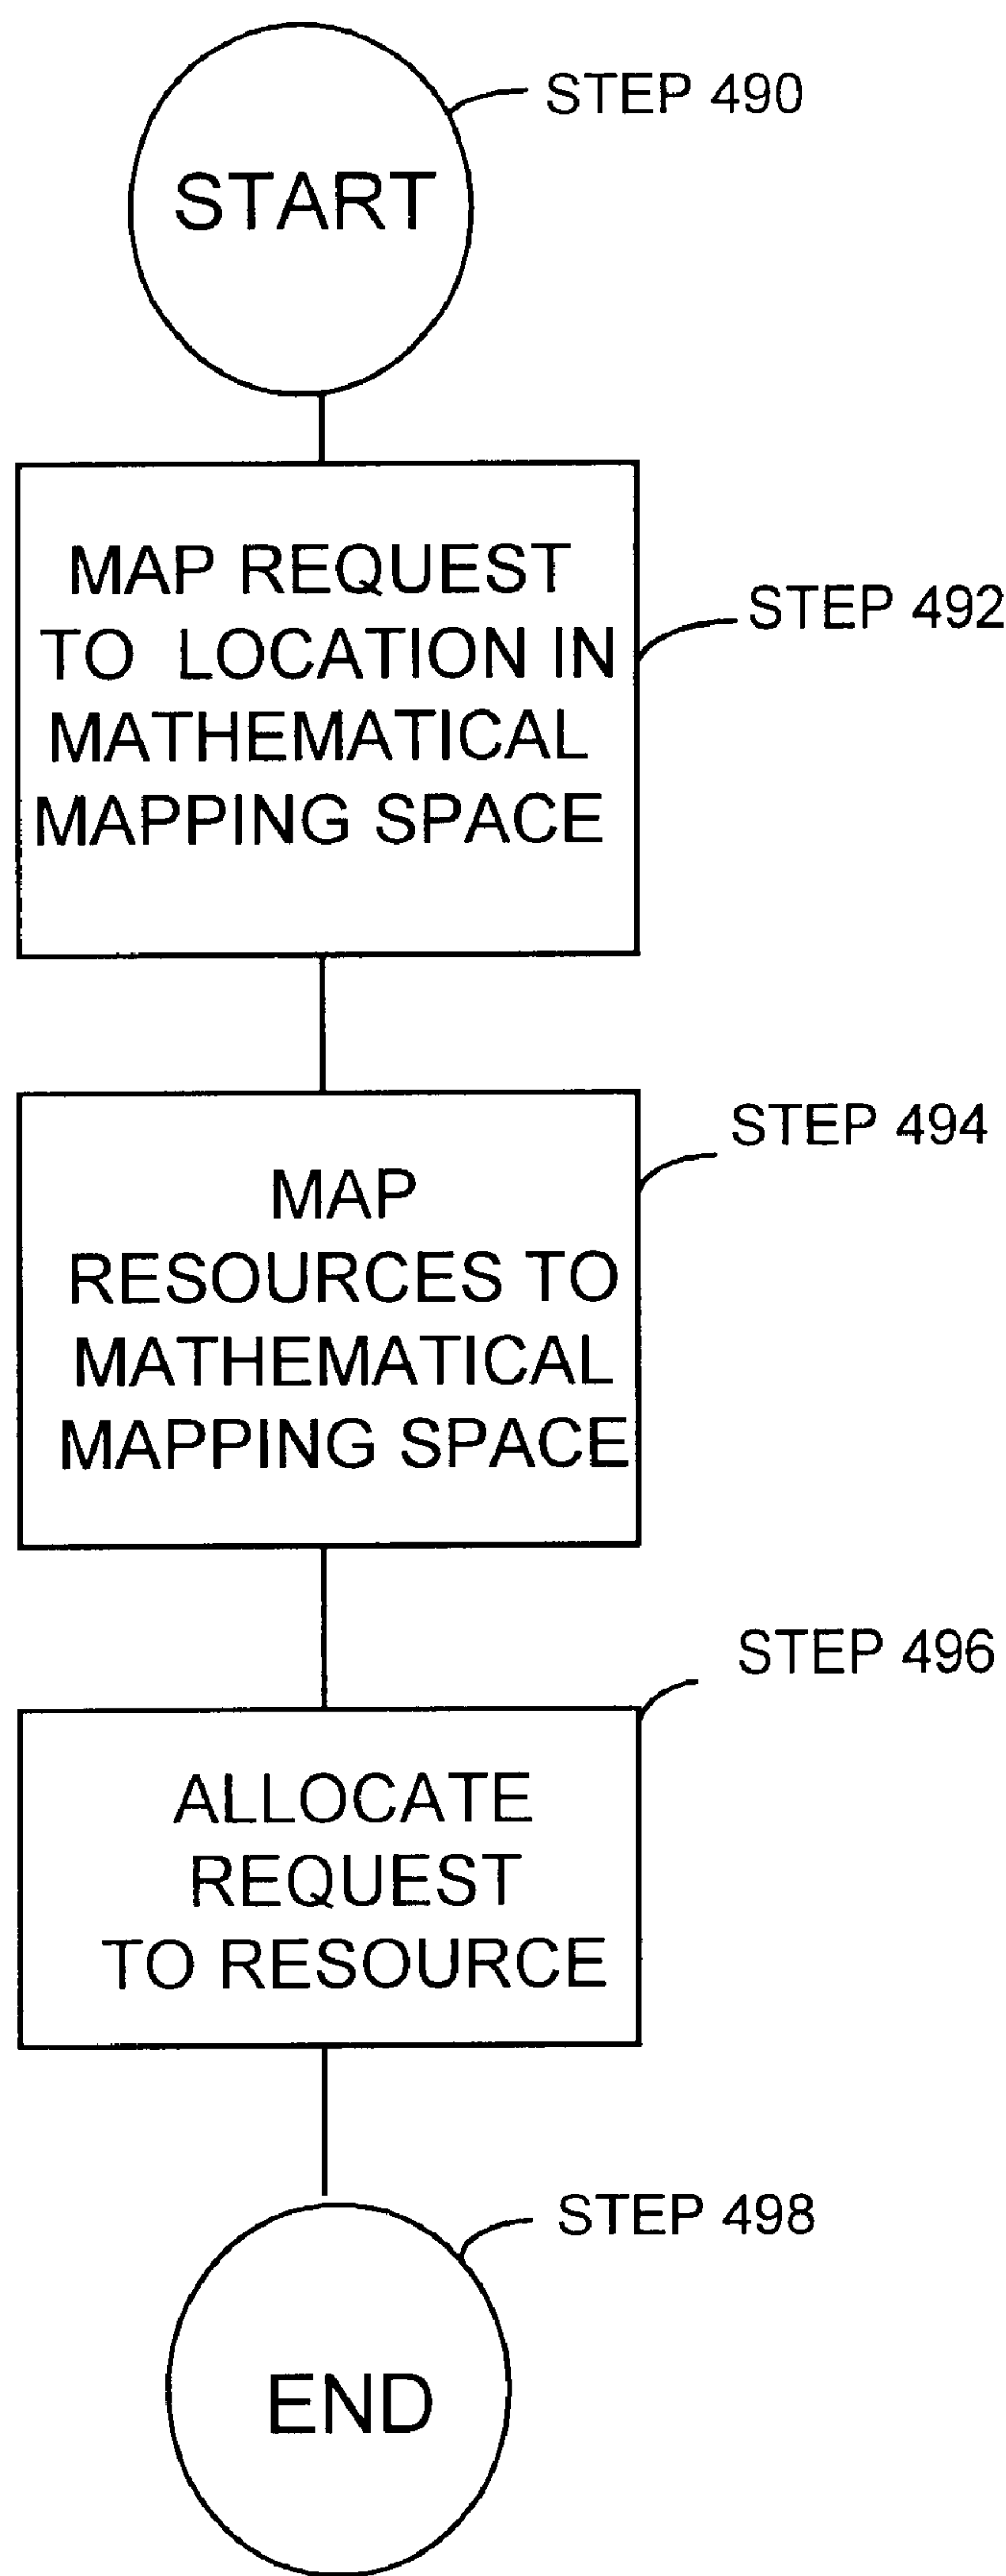 STEP 490
START
MAP REQUEST
TO LOCATION IN
MATHEMATICAL
MAPPING SPACE
STEP 492
MAP
RESOURCES TO
MATHEMATICAL
MAPPING SPACE
STEP 494
ALLOCATE
REQUEST
TO RESOURCE
STEP 496
END
STEP 498